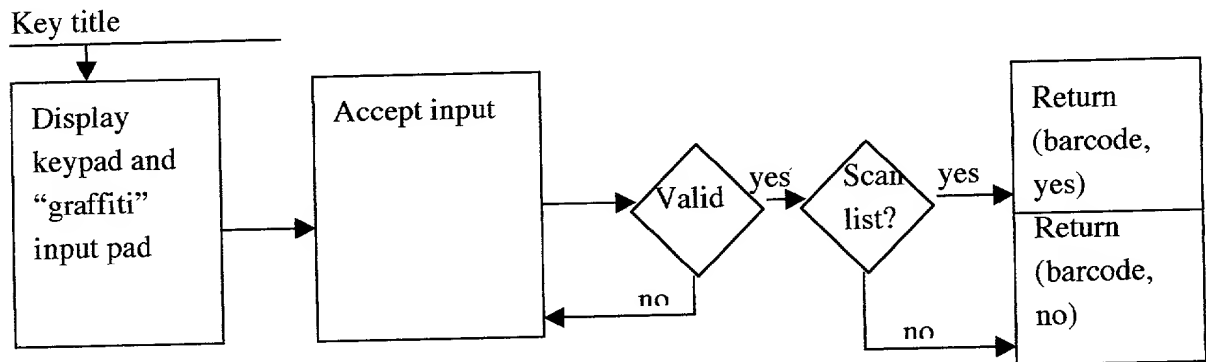 Key title
Display
keypad and
“graffiti”
input pad
Accept input
Valid
yes
no
Scan
list?
yes
no
Return
(barcode,
yes)
Return
(barcode,
no)